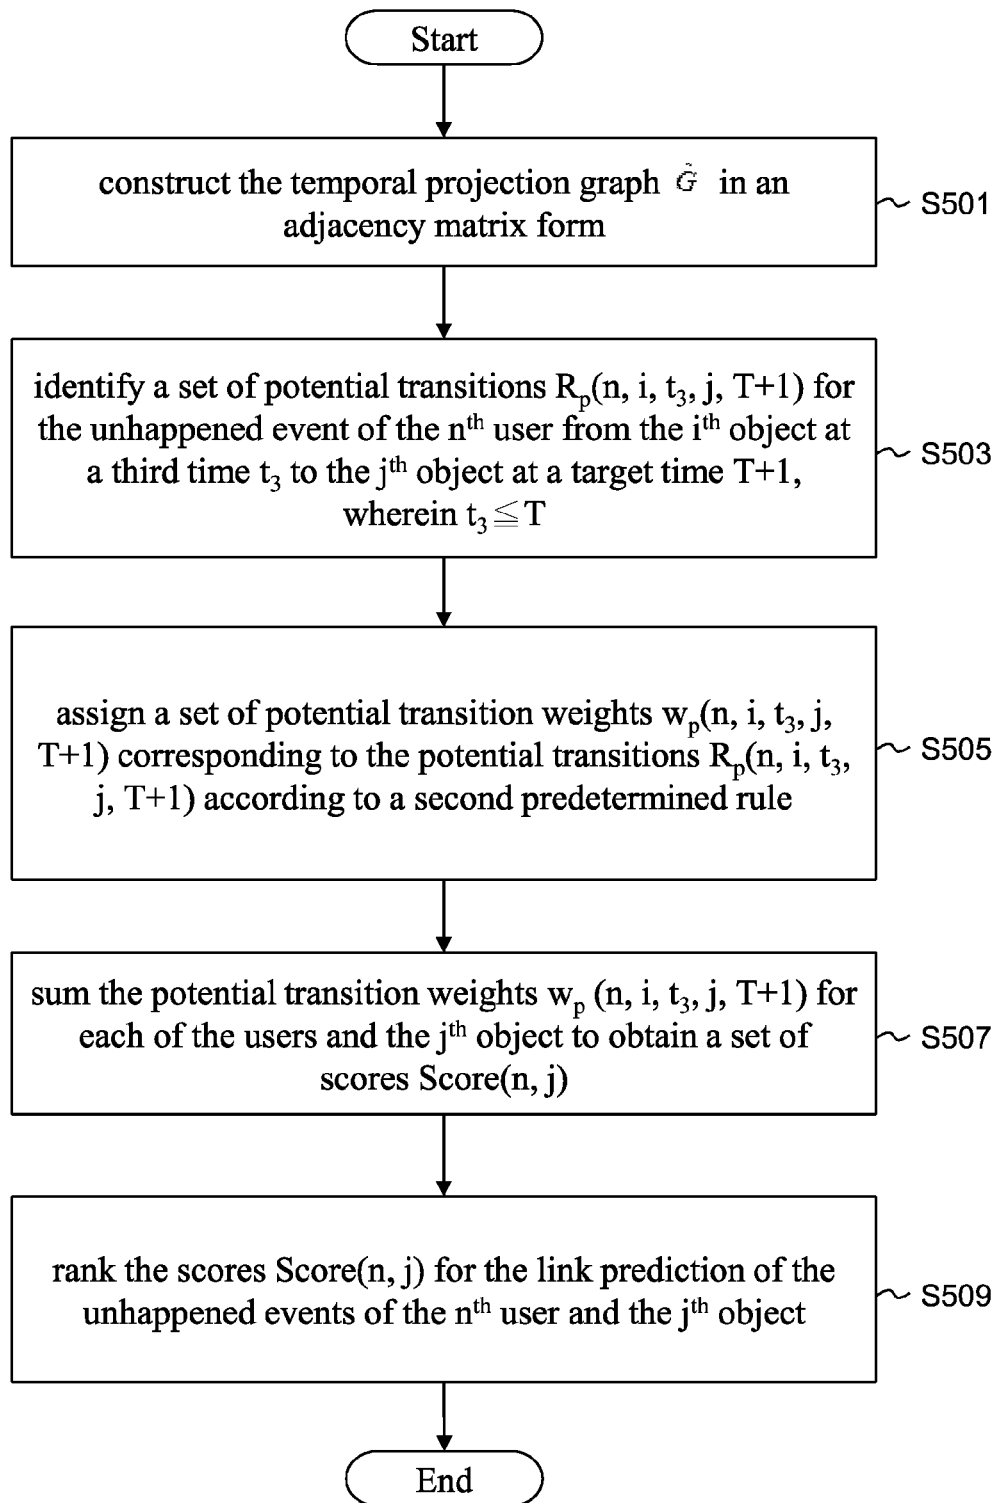 Start
construct the temporal projection graph Ĝ in an
adjacency matrix form
S501
identify a set of potential transitions Rₚ(n, i, t₃, j, T+1) for
the unhappened event of the nᵗʰ user from the iᵗʰ object at
a third time t₃ to the jᵗʰ object at a target time T+1,
wherein t₃≦T
S503
assign a set of potential transition weights wₚ(n, i, t₃, j,
T+1) corresponding to the potential transitions Rₚ(n, i, t₃,
j, T+1) according to a second predetermined rule
S505
sum the potential transition weights wₚ (n, i, t₃, j, T+1) for
each of the users and the jᵗʰ object to obtain a set of
scores Score(n, j)
S507
rank the scores Score(n, j) for the link prediction of the
unhappened events of the nᵗʰ user and the jᵗʰ object
S509
End